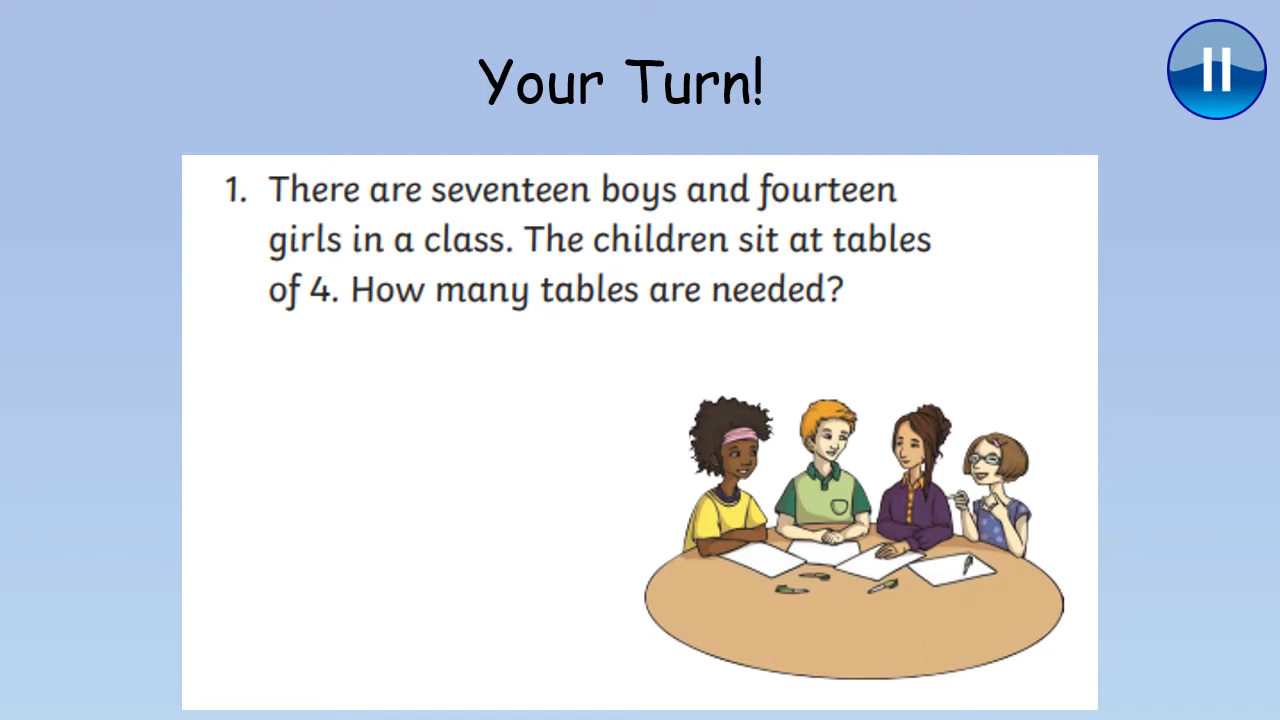 Your Turn!
1. There are seventeen boys and fourteen
girls in a class. The children sit at tables
of 4. How many tables are needed?